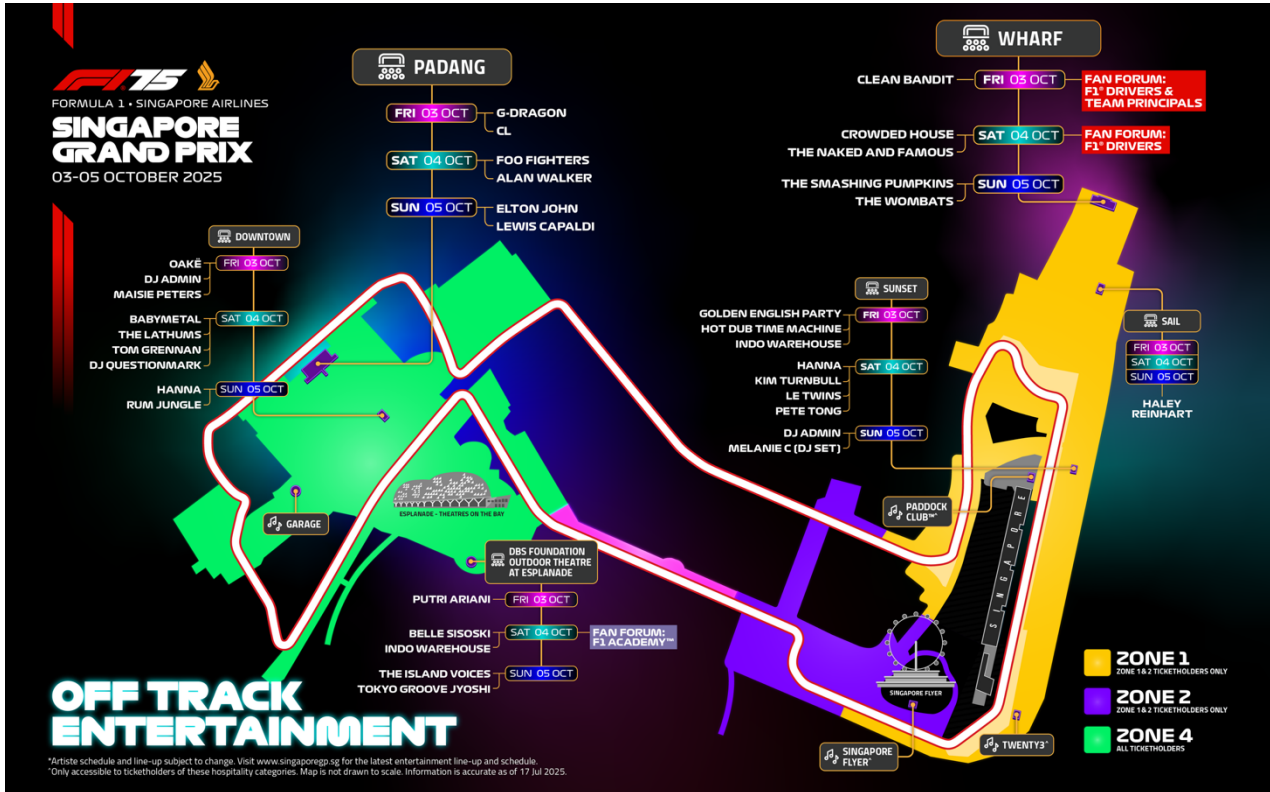 F1 75
FORMULA 1 • SINGAPORE AIRLINES
SINGAPORE
GRAND PRIX
03-05 OCTOBER 2025
PADANG
FRI 03 OCT
G-DRAGON
CL
SAT 04 OCT
FOO FIGHTERS
ALAN WALKER
SUN 05 OCT
ELTON JOHN
LEWIS CAPALDI
WHARF
CLEAN BANDIT
FRI 03 OCT
FAN FORUM:
F1® DRIVERS &
TEAM PRINCIPALS
CROWDED HOUSE
THE NAKED AND FAMOUS
SAT 04 OCT
FAN FORUM:
F1® DRIVERS
THE SMASHING PUMPKINS
THE WOMBATS
SUN 05 OCT
DOWNTOWN
OAKË
DJ ADMIN
MAISIE PETERS
FRI 03 OCT
BABYMETAL
THE LATHUMS
TOM GRENNAN
DJ QUESTIONMARK
SAT 04 OCT
HANNA
RUM JUNGLE
SUN 05 OCT
SUNSET
GOLDEN ENGLISH PARTY
HOT DUB TIME MACHINE
INDO WAREHOUSE
FRI 03 OCT
HANNA
KIM TURNBULL
LE TWINS
PETE TONG
SAT 04 OCT
DJ ADMIN
MELANIE C (DJ SET)
SUN 05 OCT
SAIL
FRI 03 OCT
SAT 04 OCT
SUN 05 OCT
HALEY
REINHART
GARAGE
ESPLANADE - THEATRES ON THE BAY
PADDOCK
CLUB™^
SINGAPORE
DBS FOUNDATION
OUTDOOR THEATRE
AT ESPLANADE
PUTRI ARIANI
FRI 03 OCT
BELLE SISOSKI
INDO WAREHOUSE
SAT 04 OCT
FAN FORUM:
F1 ACADEMY™
THE ISLAND VOICES
TOKYO GROOVE JYOSHI
SUN 05 OCT
SINGAPORE FLYER
SINGAPORE
FLYER^
TWENTY3^
ZONE 1
ZONE 1 & 2 TICKETHOLDERS ONLY
ZONE 2
ZONE 1 & 2 TICKETHOLDERS ONLY
ZONE 4
ALL TICKETHOLDERS
OFF TRACK
ENTERTAINMENT
*Artiste schedule and line-up subject to change. Visit www.singaporegp.sg for the latest entertainment line-up and schedule.
^Only accessible to ticketholders of these hospitality categories. Map is not drawn to scale. Information is accurate as of 17 Jul 2025.